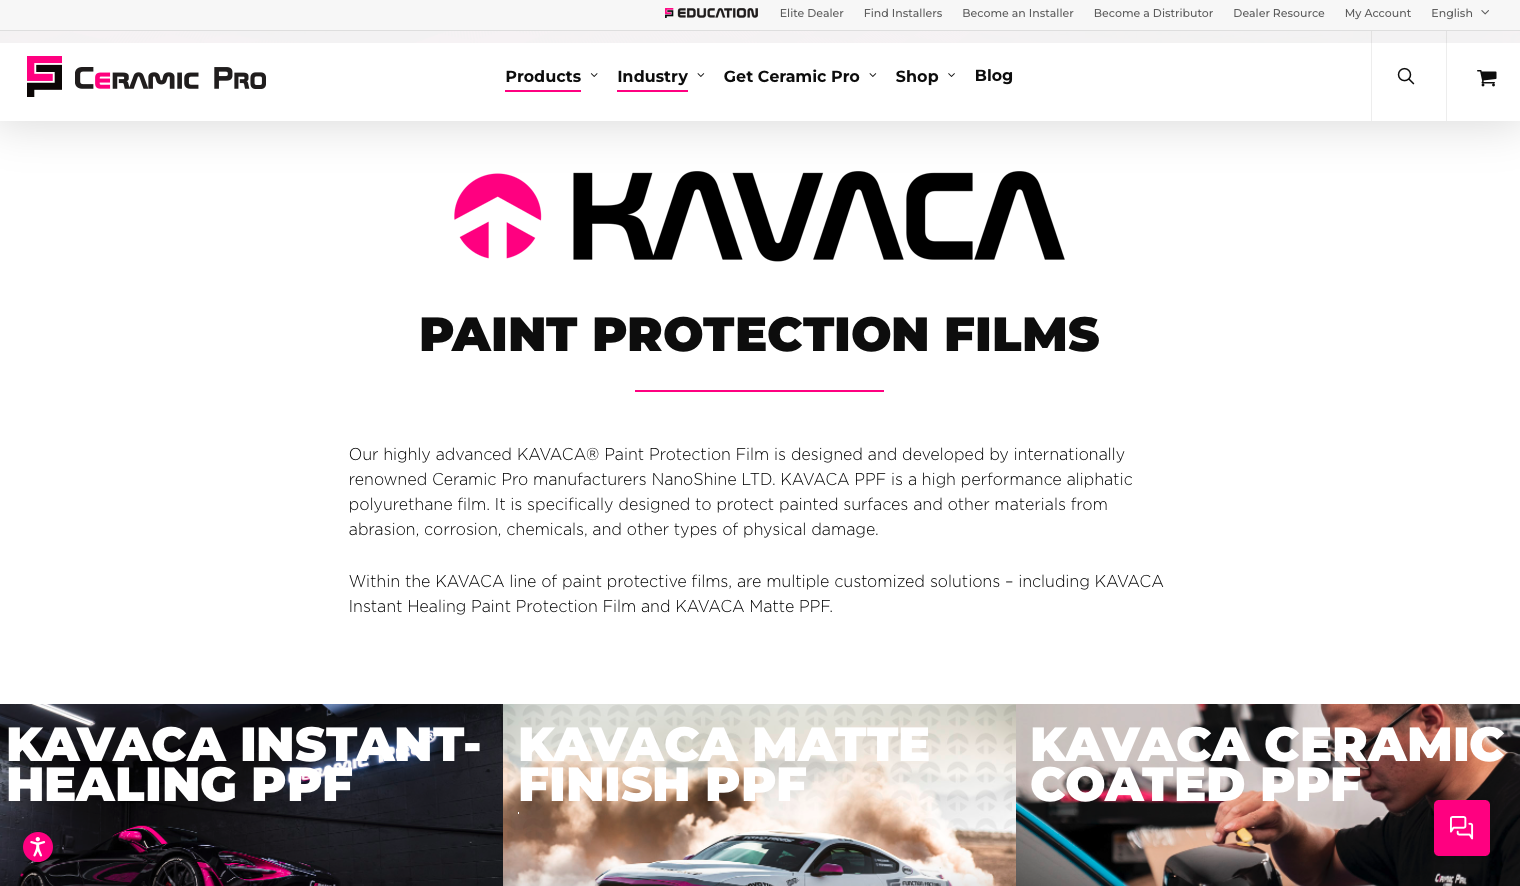 EDUCATION Elite Dealer Find Installers Become an Installer Become a Distributor Dealer Resource My Account English
CERAMIC PRO Products Industry Get Ceramic Pro Shop Blog
KAVACA
PAINT PROTECTION FILMS
Our highly advanced KAVACA® Paint Protection Film is designed and developed by internationally
renowned Ceramic Pro manufacturers NanoShine LTD. KAVACA PPF is a high performance aliphatic
polyurethane film. It is specifically designed to protect painted surfaces and other materials from
abrasion, corrosion, chemicals, and other types of physical damage.
Within the KAVACA line of paint protective films, are multiple customized solutions – including KAVACA
Instant Healing Paint Protection Film and KAVACA Matte PPF.
KAVACA INSTANT-
HEALING PPF
KAVACA MATTE
FINISH PPF
KAVACA CERAMIC
COATED PPF
CERAMIC PRO